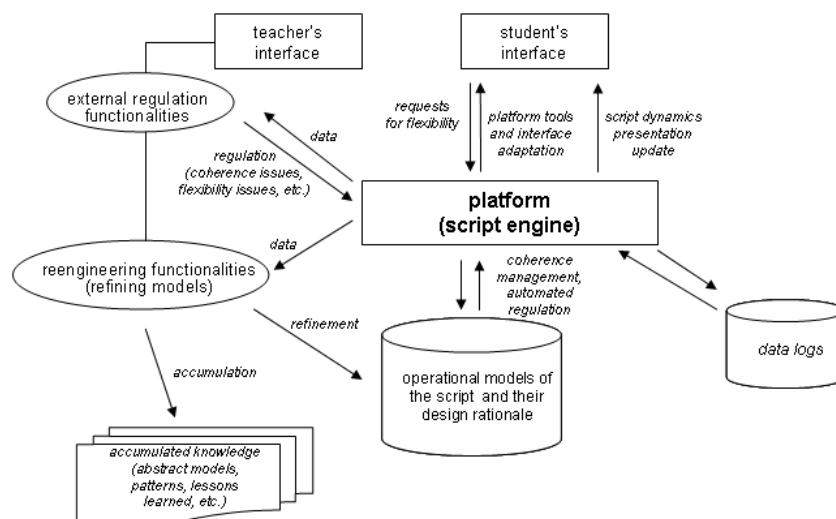 teacher's
interface
student's
interface
external regulation
functionalities
data
regulation
(coherence issues,
flexibility issues, etc.)
requests
for flexibility
platform tools
and interface
adaptation
script dynamics
presentation
update
platform
(script engine)
data
reengineering functionalities
(refining models)
coherence
management,
automated
regulation
refinement
accumulation
operational models of
the script and their
design rationale
data logs
accumulated knowledge
(abstract models,
patterns, lessons
learned, etc.)